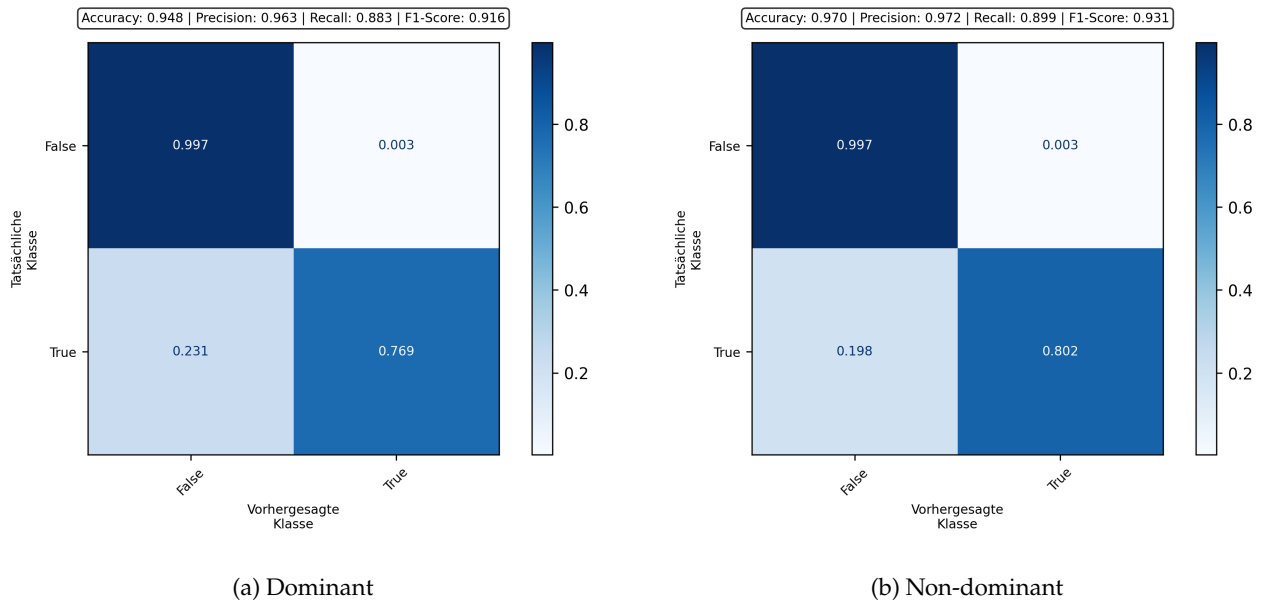 Accuracy: 0.948 | Precision: 0.963 | Recall: 0.883 | F1-Score: 0.916
False
True
Tatsächliche
Klasse
0.997
0.003
0.231
0.769
False
True
Vorhergesagte
Klasse
0.8
0.6
0.4
0.2
(a) Dominant
Accuracy: 0.970 | Precision: 0.972 | Recall: 0.899 | F1-Score: 0.931
False
True
Tatsächliche
Klasse
0.997
0.003
0.198
0.802
False
True
Vorhergesagte
Klasse
0.8
0.6
0.4
0.2
(b) Non-dominant